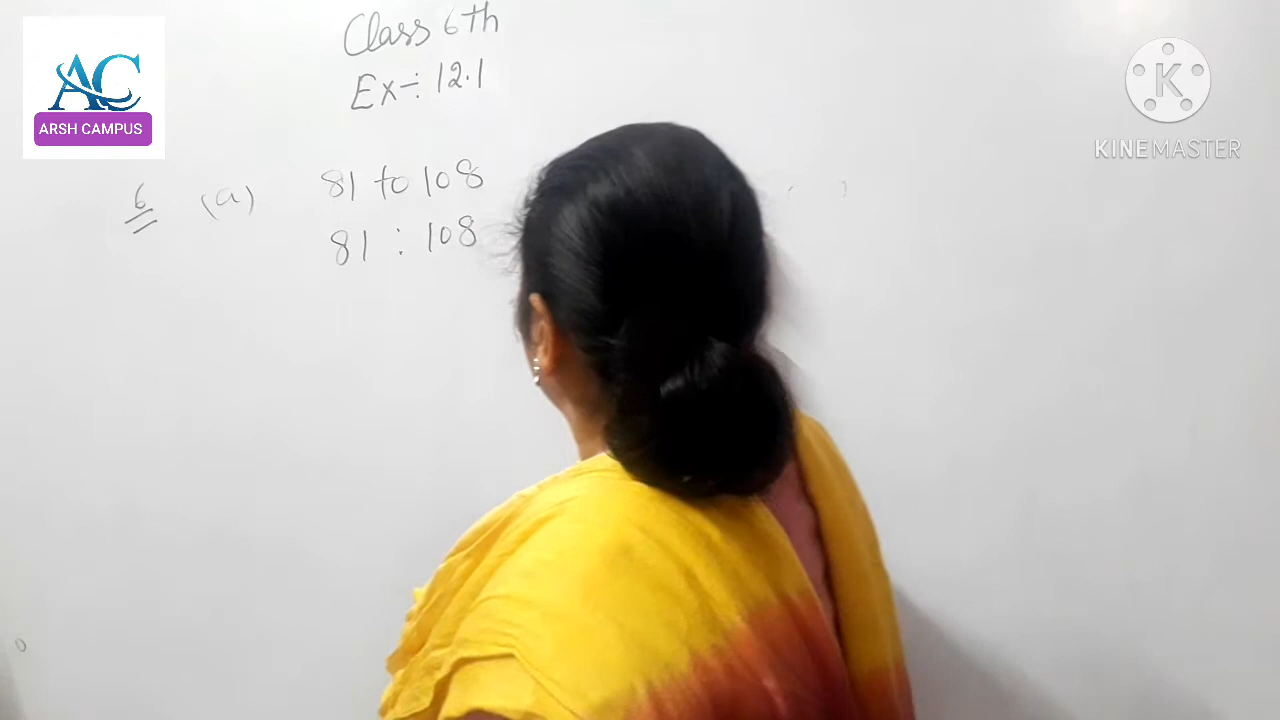 Class 6th
Ex÷ 12.1
AC
ARSH CAMPUS
K
KINEMASTER
6 (a) 81 to 108
81 : 108